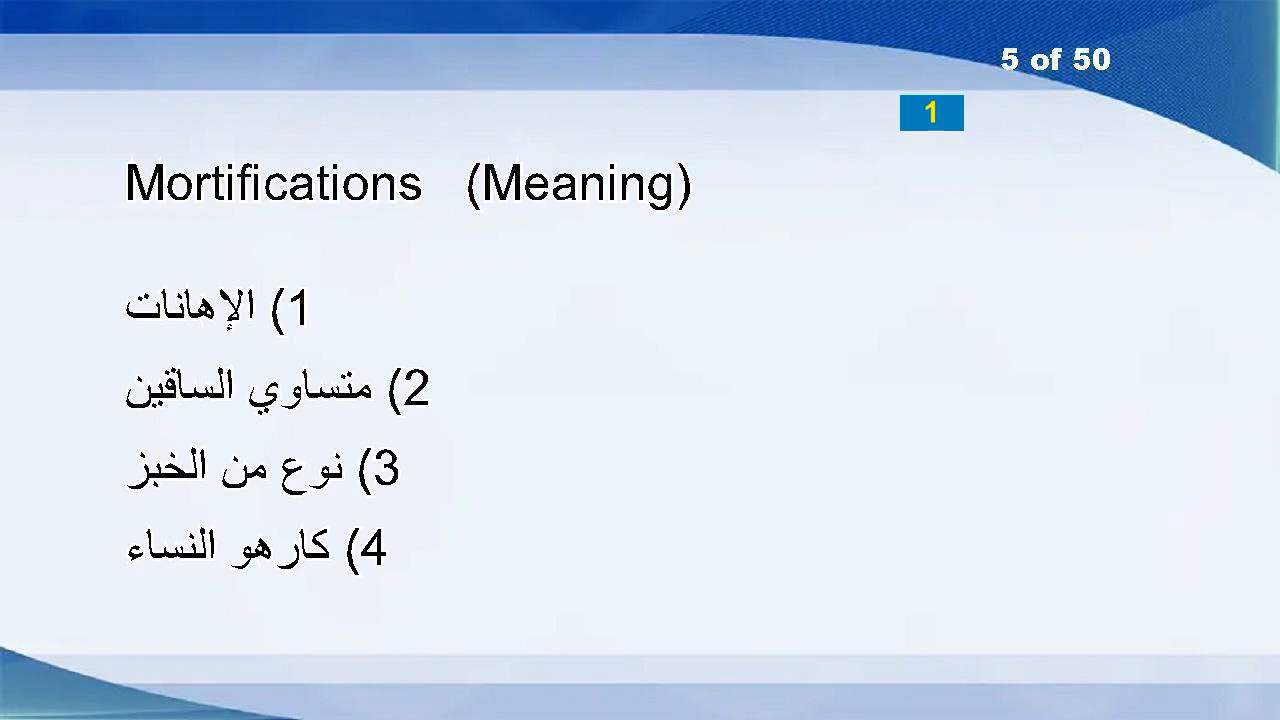 5 of 50
1
Mortifications (Meaning)
1) الإهانات
2) متساوي الساقين
3) نوع من الخبز
4) كارهو النساء